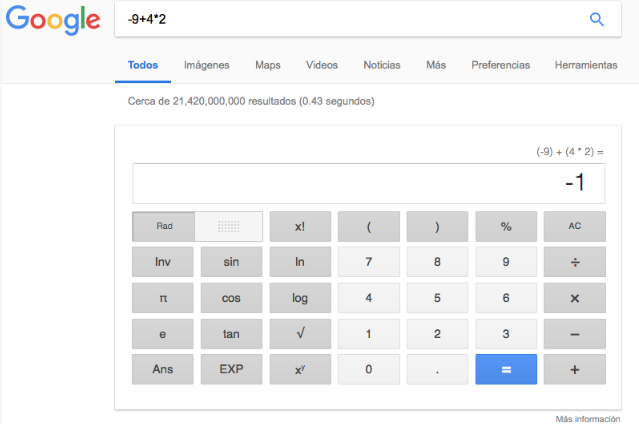 Google -9+4*2
Todos Imágenes Maps Videos Noticias Más Preferencias Herramientas
Cerca de 21,420,000,000 resultados (0.43 segundos)
(-9) + (4 * 2) =
-1
Rad x! ( ) % AC
Inv sin ln 7 8 9 ÷
π cos log 4 5 6 ×
e tan √ 1 2 3 −
Ans EXP xʸ 0 . = +
Más información